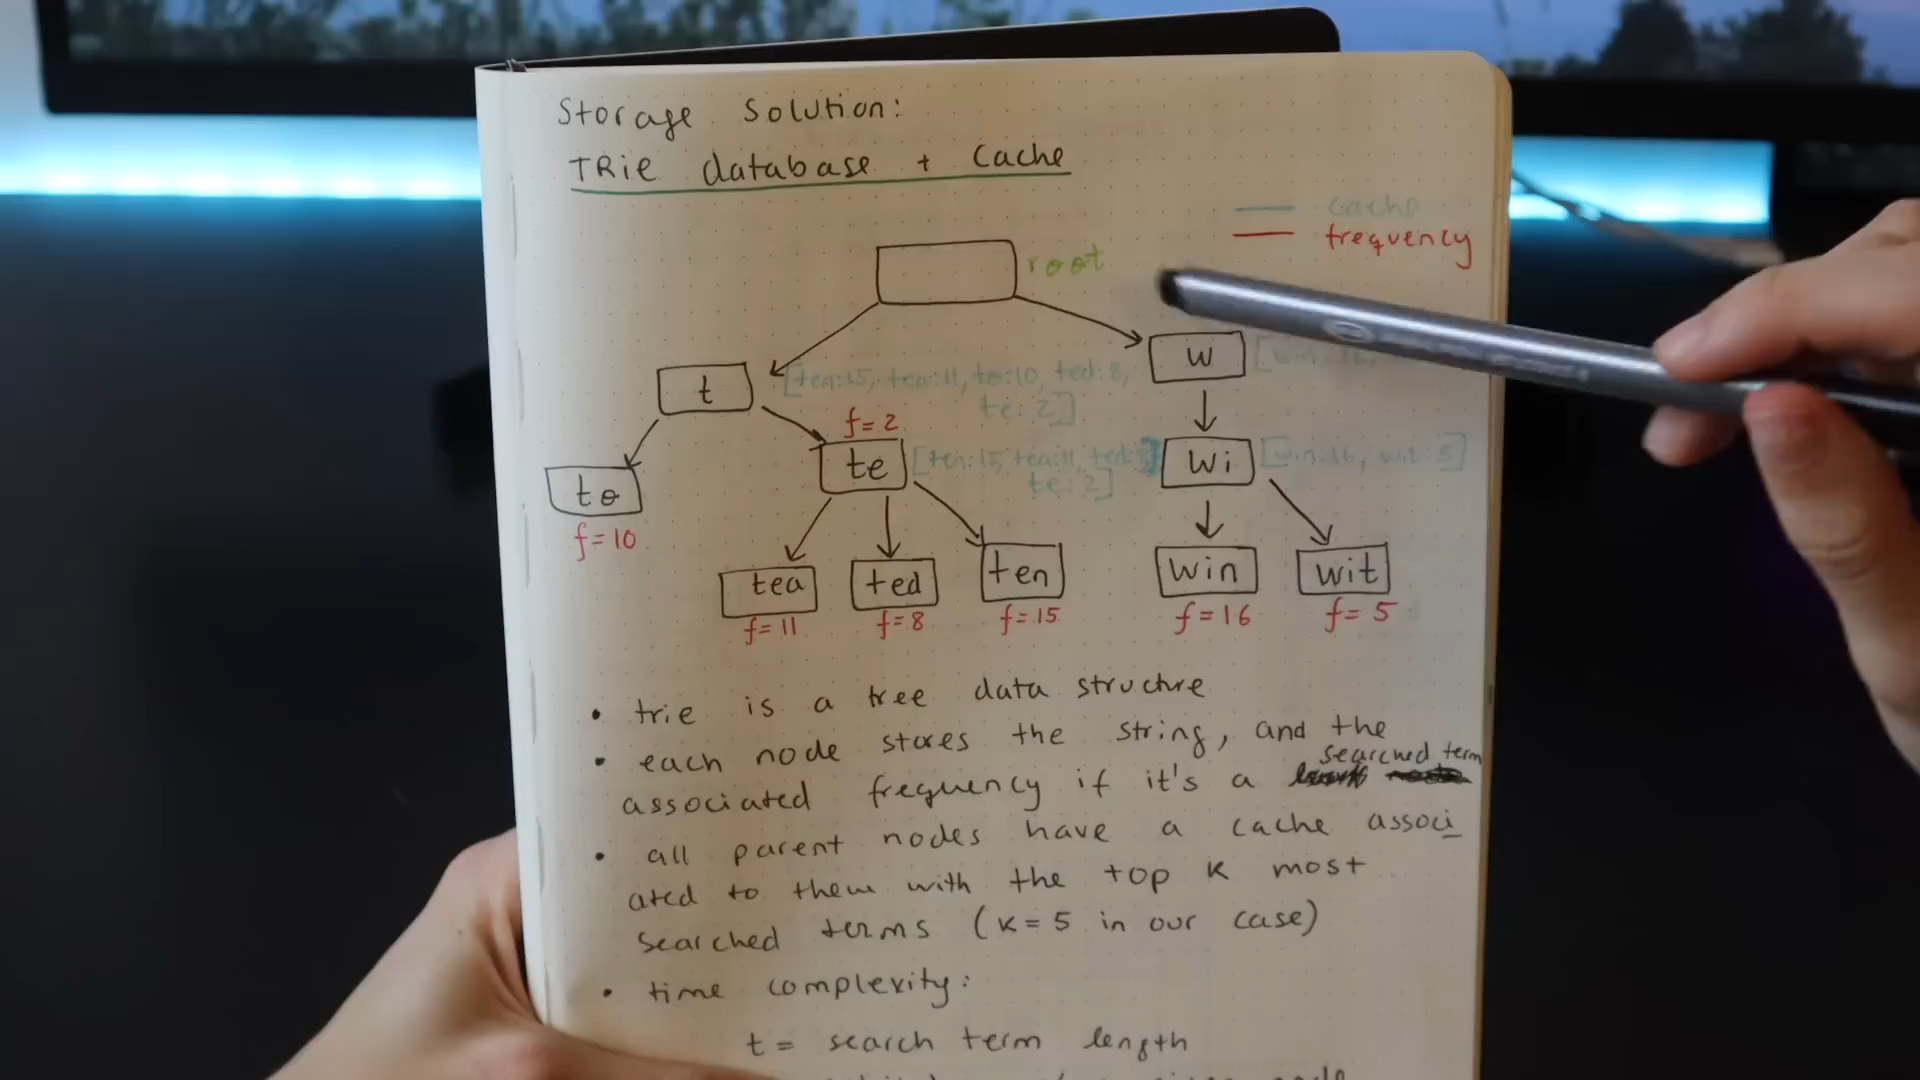 Storage Solution:
TRie database + Cache
cache
frequency
root
w
[win:16,
t
[ten:15, tea:11, to:10, ted:8,
te: 2]
f=2
te
[ten:15, tea:11, ted:8
te:2]
wi
[win:16, wit:5]
to
f=10
tea
ted
ten
win
wit
f=11
f=8
f=15
f=16
f=5
• trie is a tree data structure
• each node stores the string, and the
searched term
associated frequency if it's a
• all parent nodes have a cache associ
ated to them with the top k most
searched terms (k=5 in our case)
• time complexity:
t = search term length